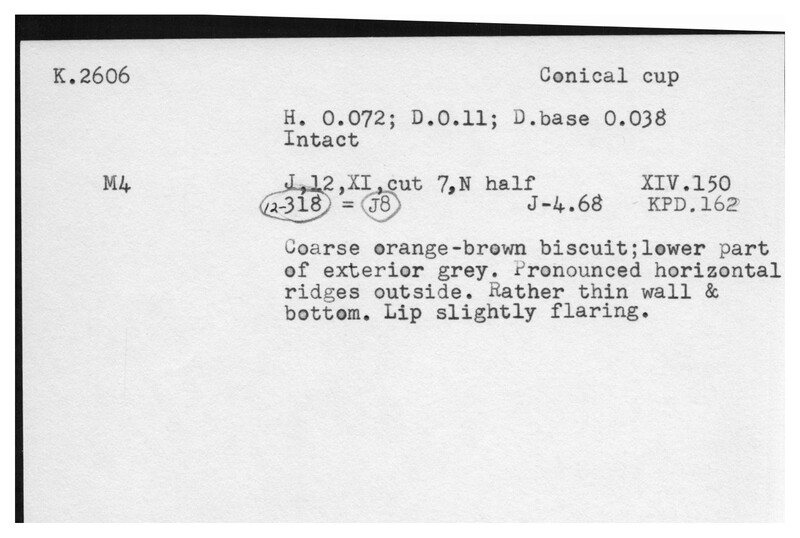 K.2606 Conical cup
H. 0.072; D.0.11; D.base 0.038
Intact
M4 J,12,XI,cut 7,N half XIV.150
12-318 = J8 J-4.68 KPD.162
Coarse orange-brown biscuit;lower part
of exterior grey. Pronounced horizontal
ridges outside. Rather thin wall &
bottom. Lip slightly flaring.